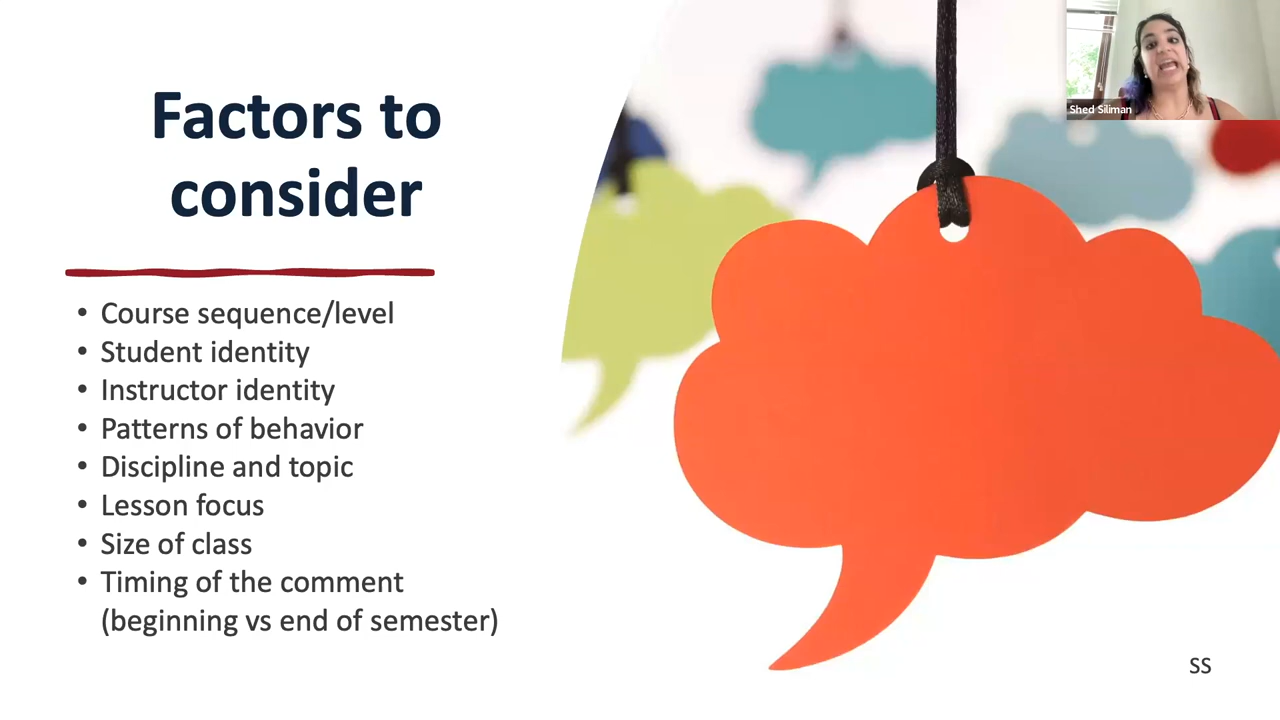 Factors to
consider
• Course sequence/level
• Student identity
• Instructor identity
• Patterns of behavior
• Discipline and topic
• Lesson focus
• Size of class
• Timing of the comment
(beginning vs end of semester)
Shed Siliman
SS